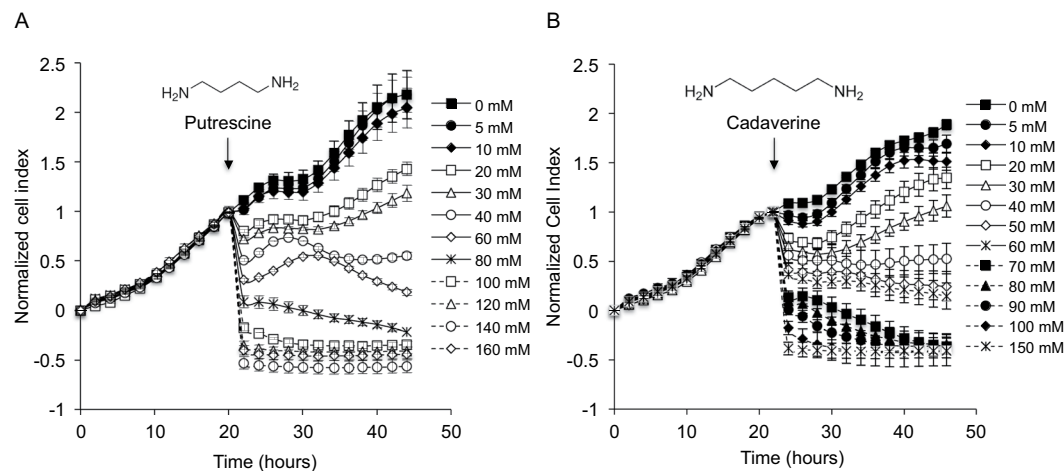 A
2.5
2
1.5
1
0.5
0
-0.5
-1
Normalized cell index
H2N
NH2
Putrescine
0 mM
5 mM
10 mM
20 mM
30 mM
40 mM
60 mM
80 mM
100 mM
120 mM
140 mM
160 mM
0
10
20
30
40
50
Time (hours)
B
2.5
2
1.5
1
0.5
0
-0.5
-1
Normalized Cell Index
H2N
NH2
Cadaverine
0 mM
5 mM
10 mM
20 mM
30 mM
40 mM
50 mM
60 mM
70 mM
80 mM
90 mM
100 mM
150 mM
0
10
20
30
40
50
Time (hours)